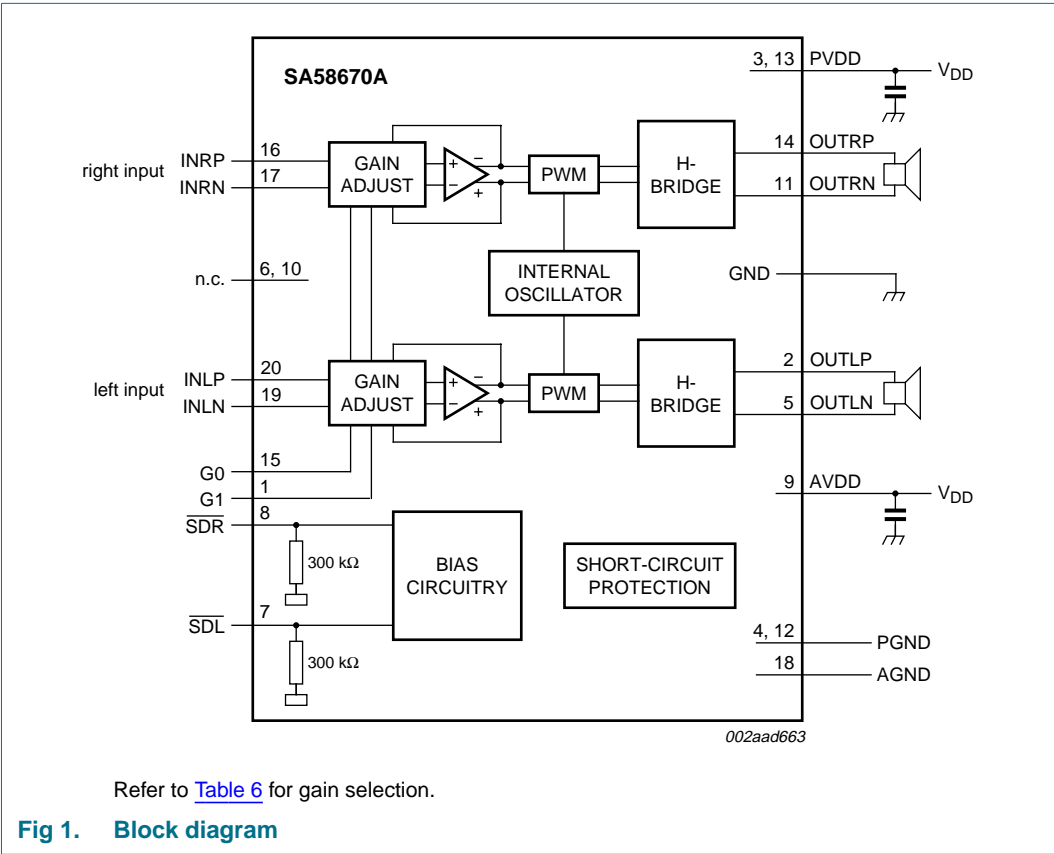 SA58670A
3, 13 PVDD
VDD
right input
INRP 16
INRN 17
GAIN
ADJUST
+ −
− +
PWM
H-
BRIDGE
14 OUTRP
11 OUTRN
n.c. 6, 10
INTERNAL
OSCILLATOR
GND
left input
INLP 20
INLN 19
GAIN
ADJUST
+ −
− +
PWM
H-
BRIDGE
2 OUTLP
5 OUTLN
G0 15
G1 1
9 AVDD
VDD
SDR 8
300 kΩ
BIAS
CIRCUITRY
SHORT-CIRCUIT
PROTECTION
SDL 7
300 kΩ
4, 12 PGND
18 AGND
002aad663
Refer to Table 6 for gain selection.
Fig 1. Block diagram